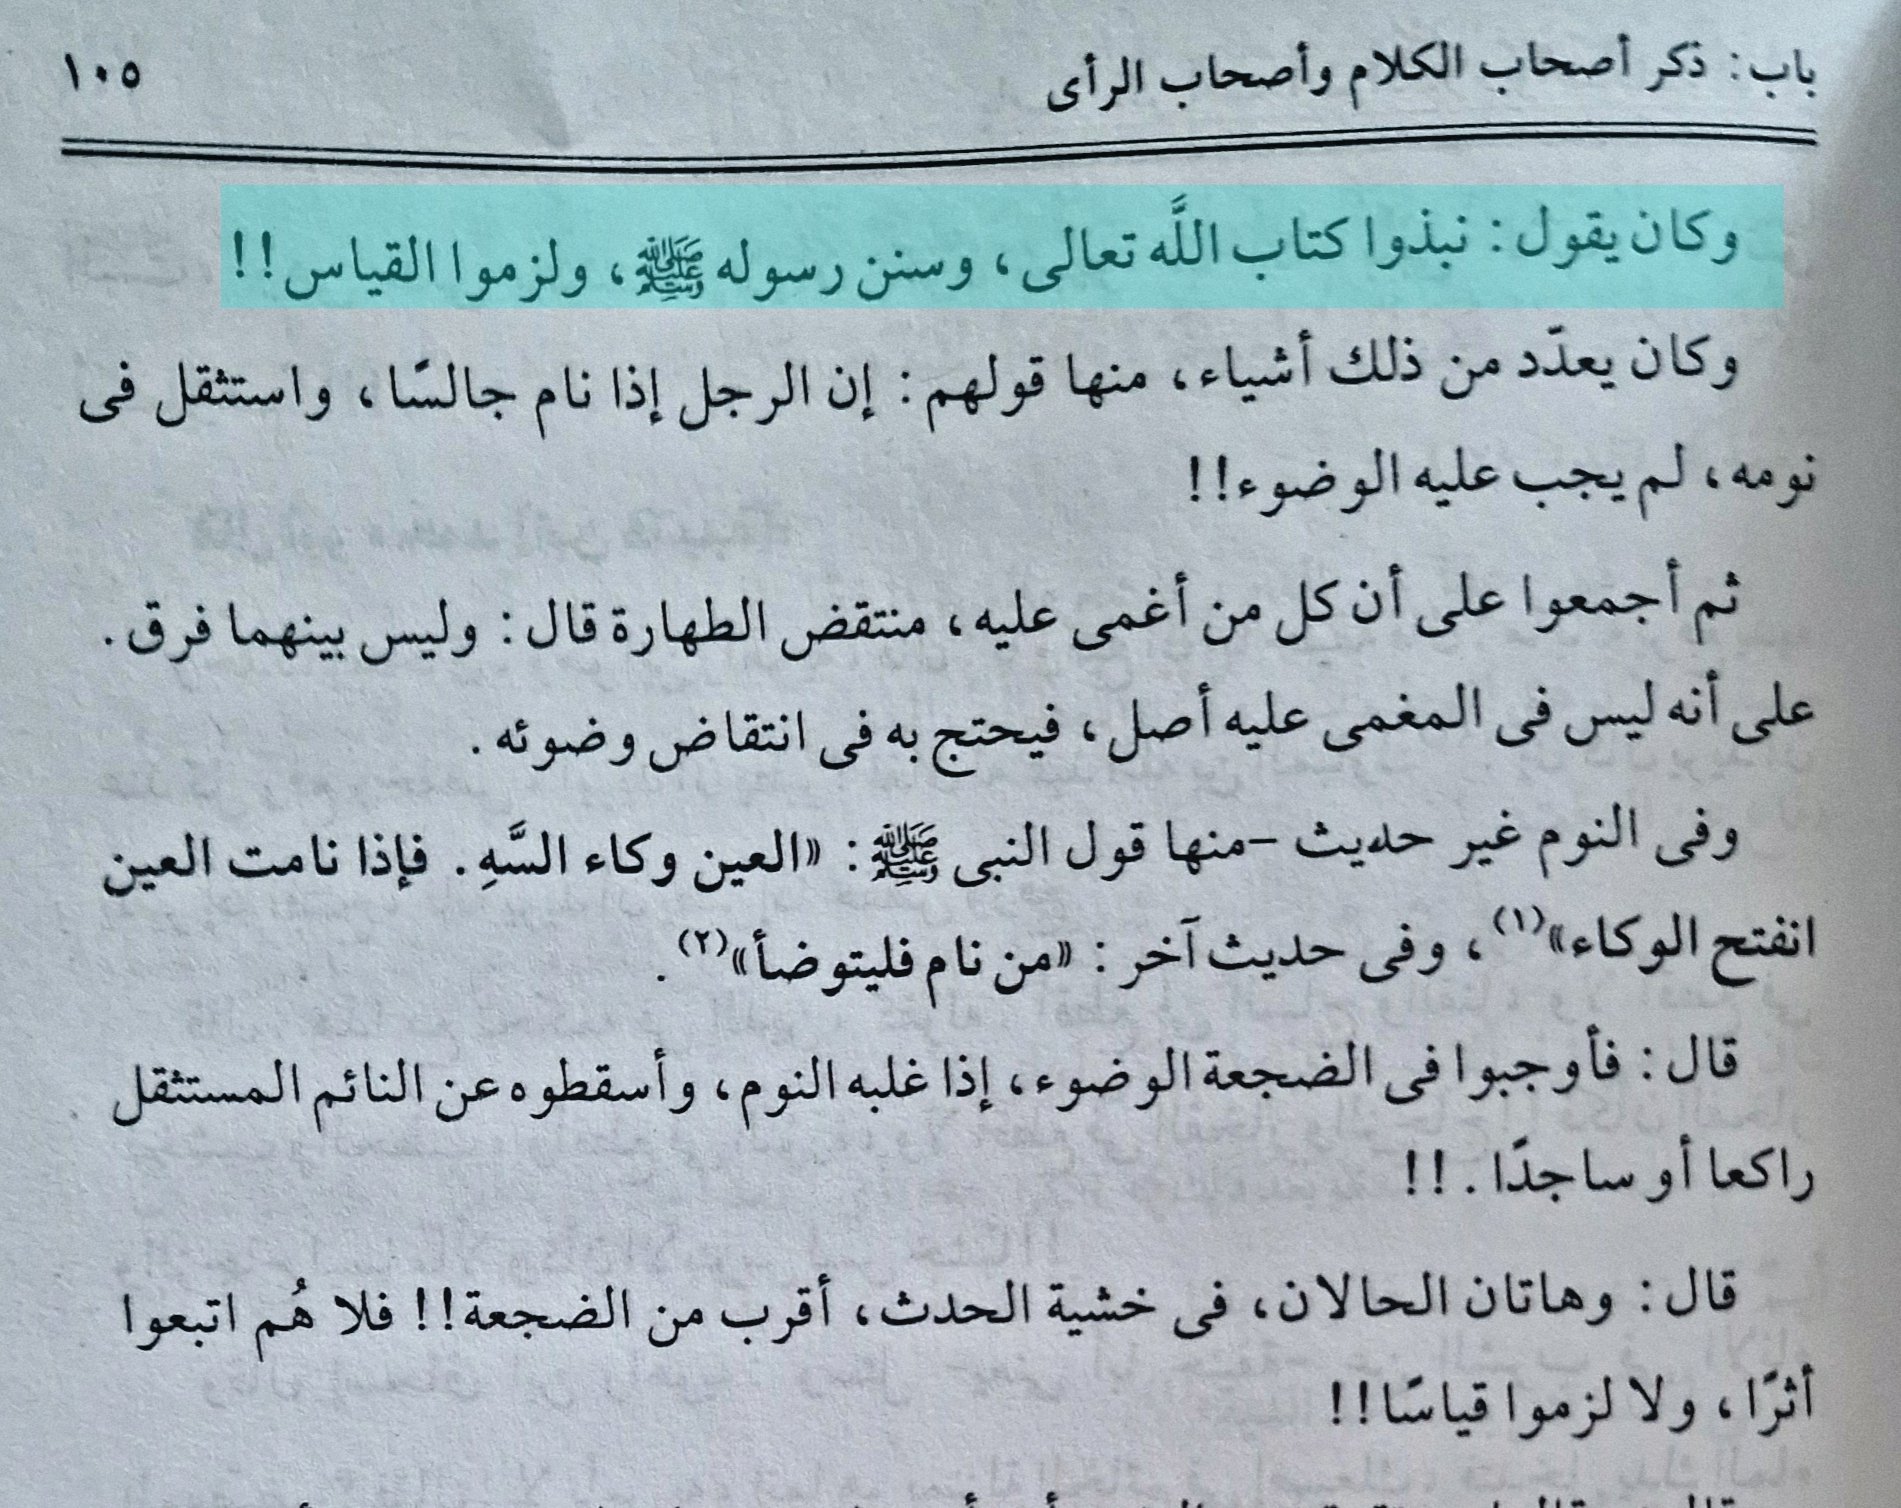 باب: ذكر أصحاب الكلام وأصحاب الرأى ١٠٥
وكان يقول: نبذوا كتاب اللَّه تعالى، وسنن رسوله ﷺ، ولزموا القياس!!
وكان يعدّد من ذلك أشياء، منها قولهم: إن الرجل إذا نام جالسًا، واستثقل فى
نومه، لم يجب عليه الوضوء!!
ثم أجمعوا على أن كل من أغمى عليه، منتقض الطهارة قال: وليس بينهما فرق.
على أنه ليس فى المغمى عليه أصل، فيحتج به فى انتقاض وضوئه.
وفى النوم غير حديث -منها قول النبى ﷺ: «العين وكاء السَّهِ. فإذا نامت العين
انفتح الوكاء»(١)، وفى حديث آخر: «من نام فليتوضأ»(٢).
قال: فأوجبوا فى الضجعة الوضوء، إذا غلبه النوم، وأسقطوه عن النائم المستثقل
راكعا أو ساجدًا.!!
قال: وهاتان الحالان، فى خشية الحدث، أقرب من الضجعة!! فلا هُم اتبعوا
أثرًا، ولا لزموا قياسًا!!